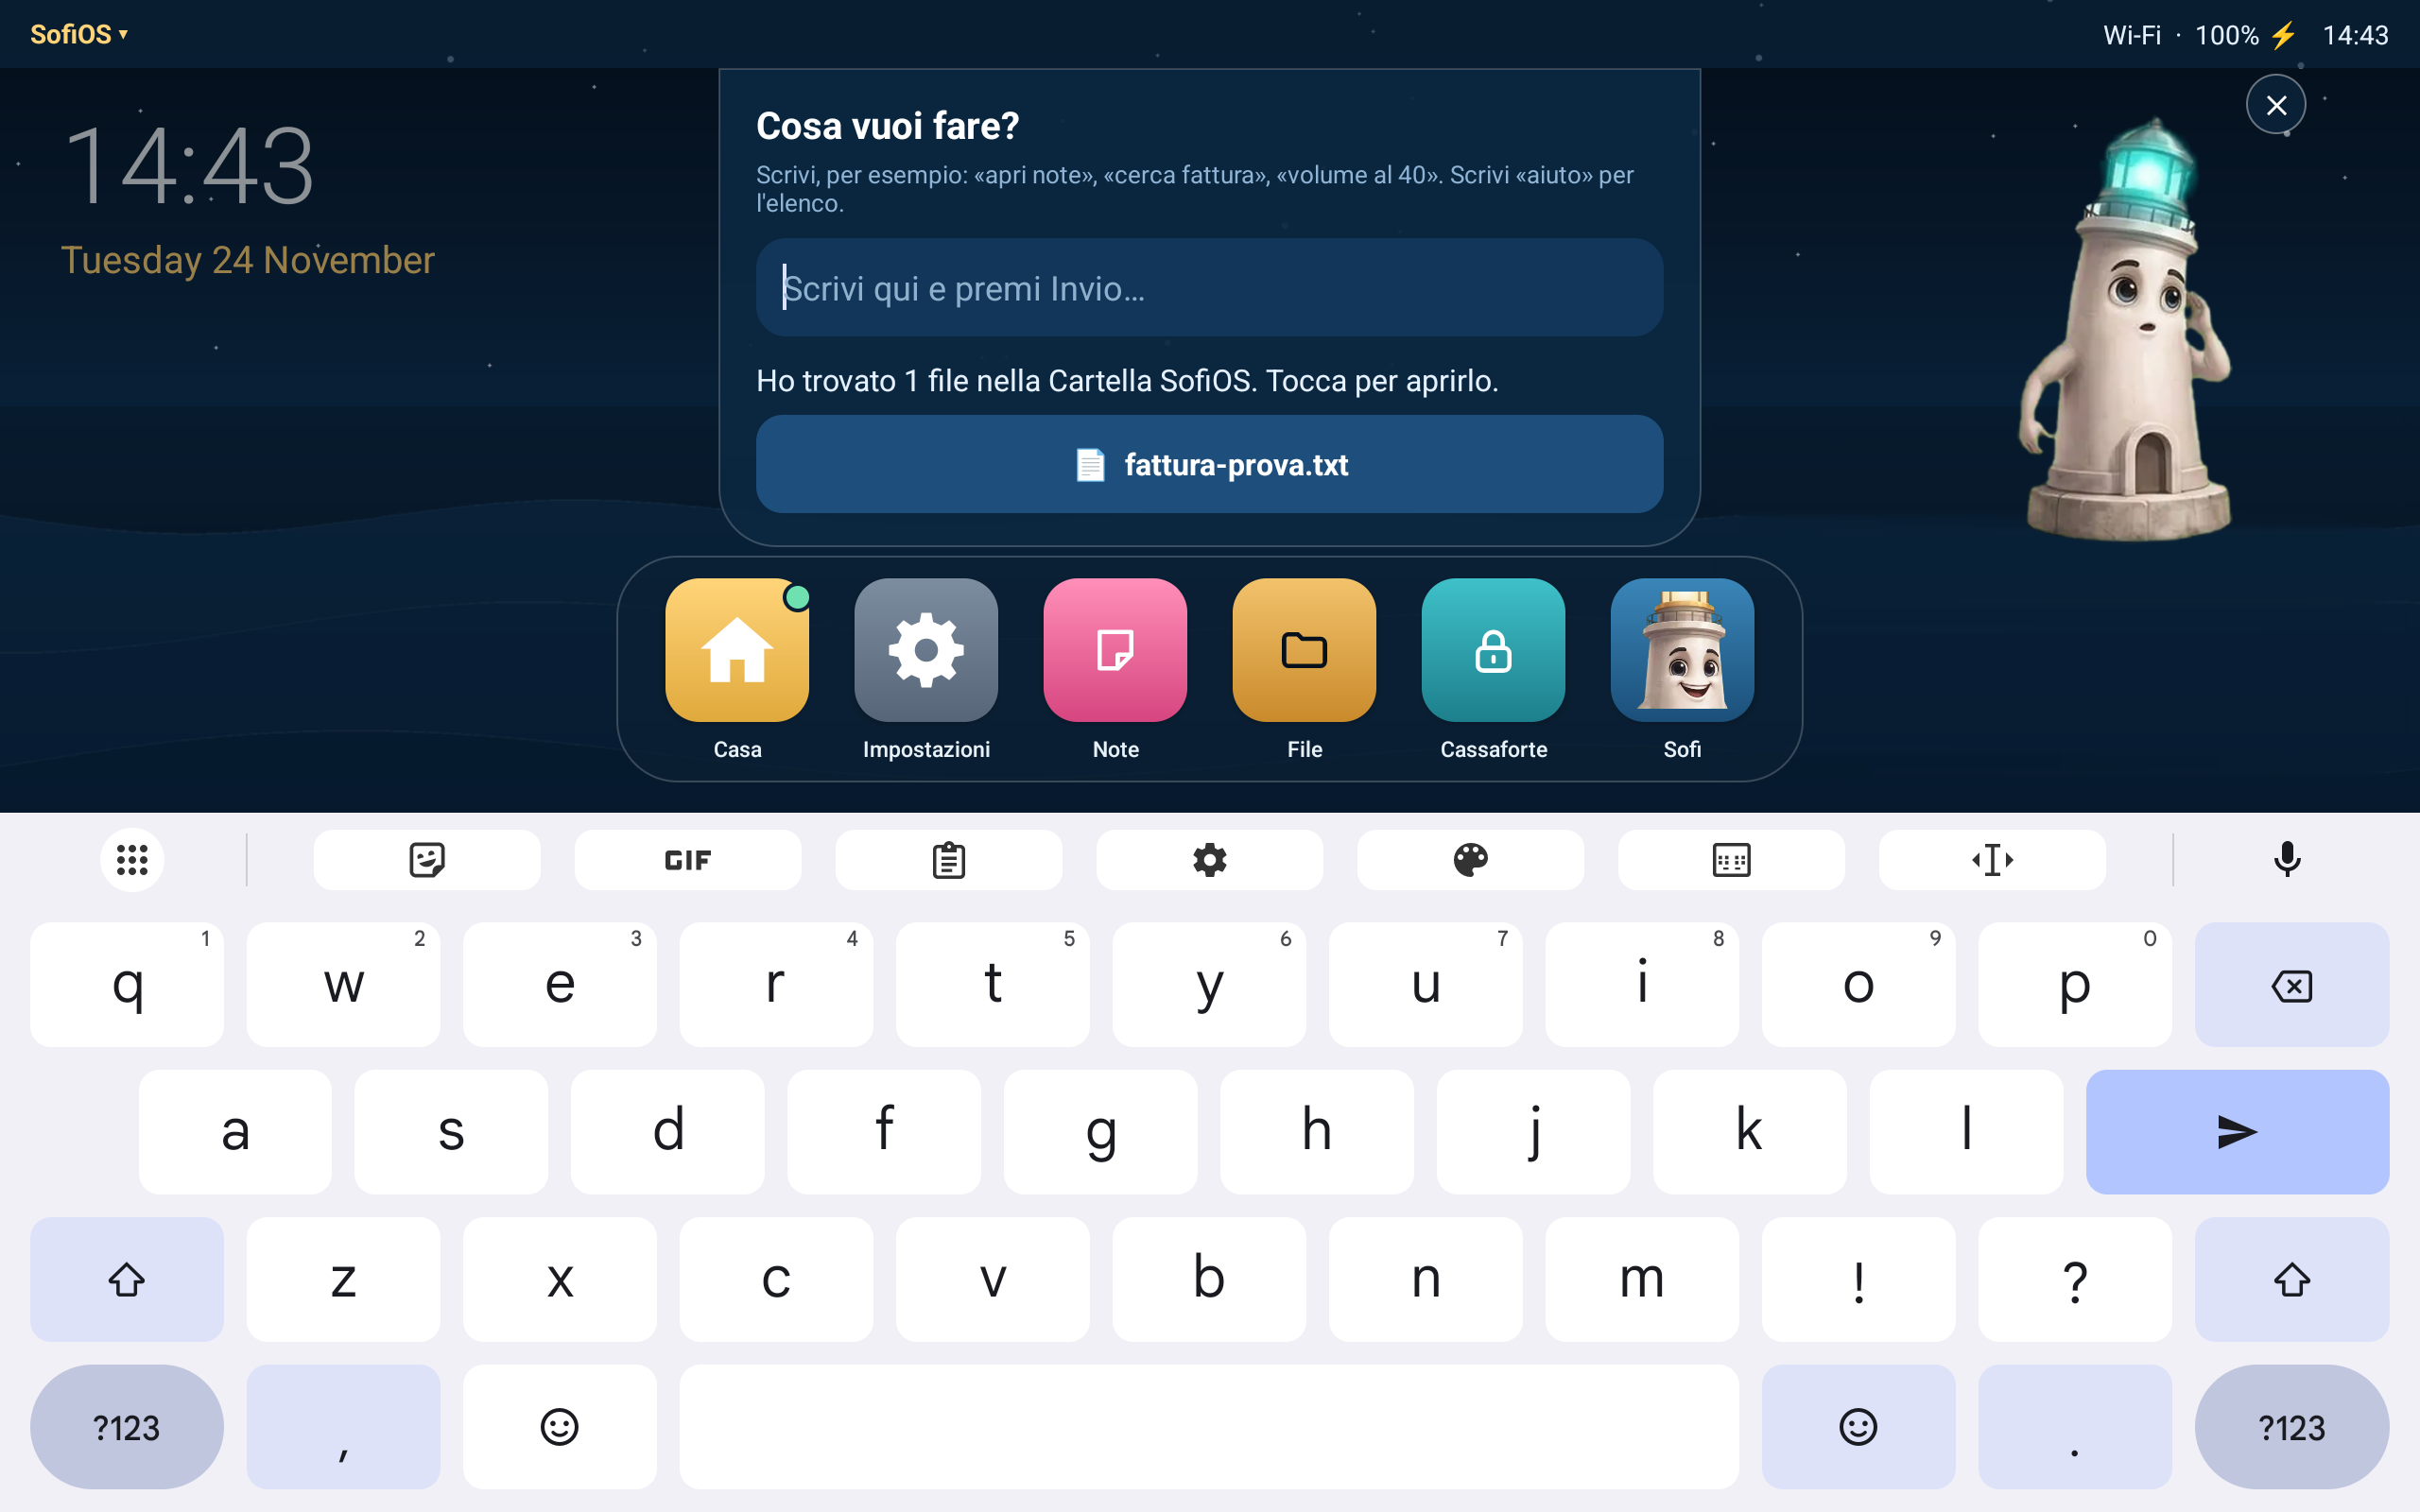 SofiOS ▾
Wi-Fi · 100% ⚡ 14:43
14:43
Tuesday 24 November
Cosa vuoi fare?
Scrivi, per esempio: «apri note», «cerca fattura», «volume al 40». Scrivi «aiuto» per
l'elenco.
Scrivi qui e premi Invio…
Ho trovato 1 file nella Cartella SofiOS. Tocca per aprirlo.
fattura-prova.txt
Casa Impostazioni Note File Cassaforte Sofi
GIF
q 1 w 2 e 3 r 4 t 5 y 6 u 7 i 8 o 9 p 0
a s d f g h j k l
z x c v b n m ! ?
?123 , . ?123